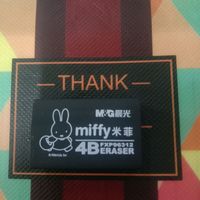 THANK
M&G晨光
miffy米菲
4B FXP96312
ERASER